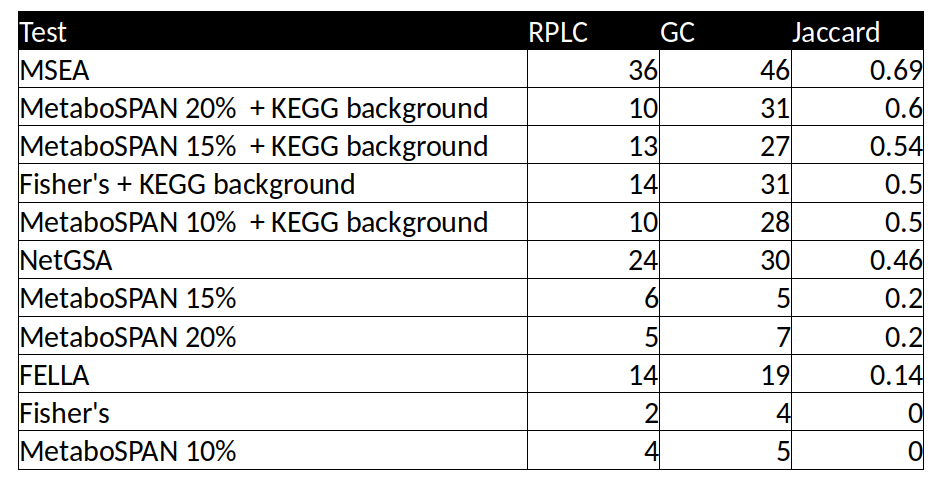 Test RPLC GC Jaccard
MSEA 36 46 0.69
MetaboSPAN 20% + KEGG background 10 31 0.6
MetaboSPAN 15% + KEGG background 13 27 0.54
Fisher's + KEGG background 14 31 0.5
MetaboSPAN 10% + KEGG background 10 28 0.5
NetGSA 24 30 0.46
MetaboSPAN 15% 6 5 0.2
MetaboSPAN 20% 5 7 0.2
FELLA 14 19 0.14
Fisher's 2 4 0
MetaboSPAN 10% 4 5 0